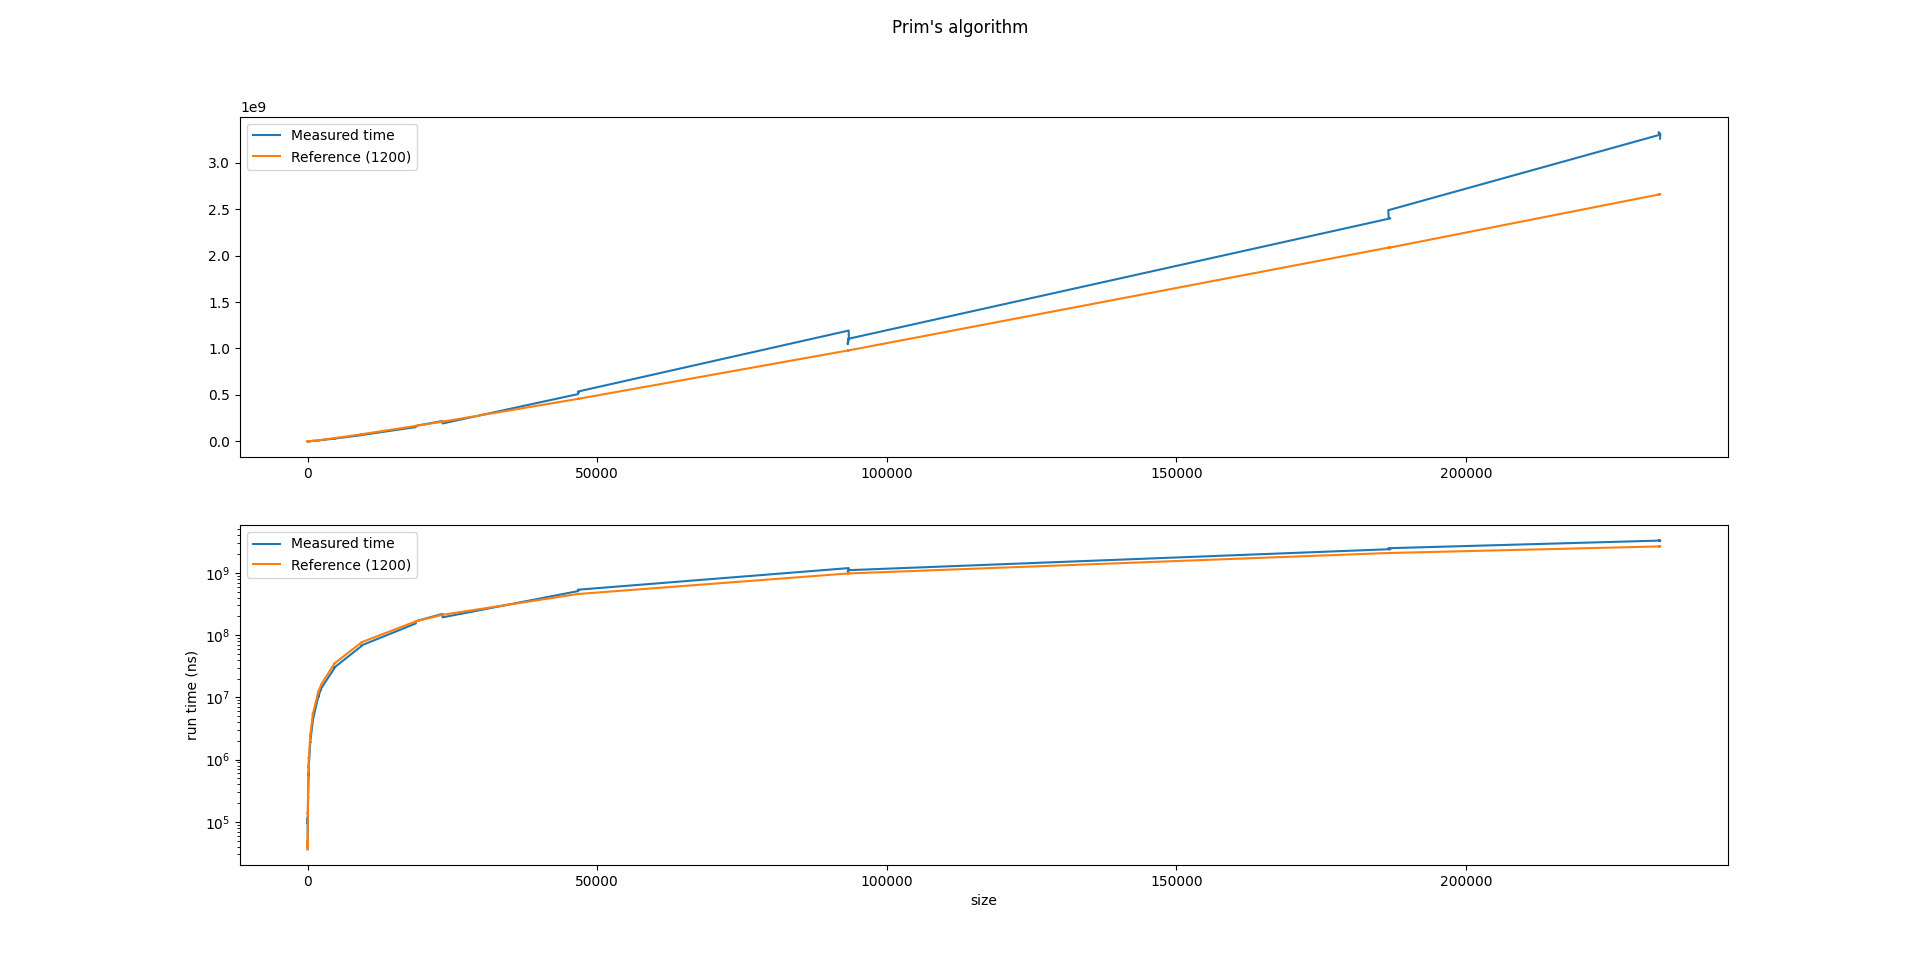 Prim's algorithm
1e9
Measured time
Reference (1200)
3.0
2.5
2.0
1.5
1.0
0.5
0.0
0 50000 100000 150000 200000
Measured time
Reference (1200)
10⁹
10⁸
10⁷
10⁶
10⁵
run time (ns)
0 50000 100000 150000 200000
size